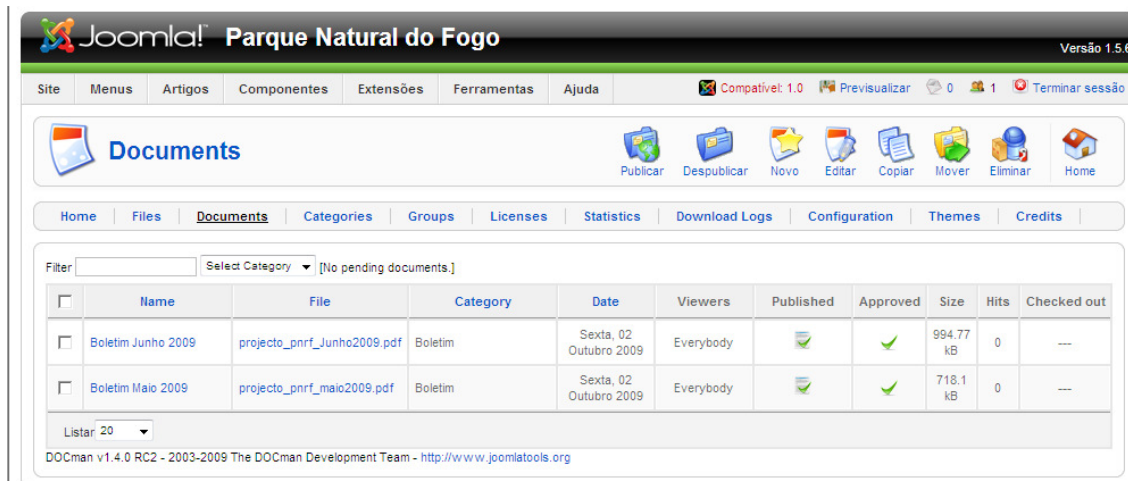 Joomla! Parque Natural do Fogo
Versão 1.5.6
Site Menus Artigos Componentes Extensões Ferramentas Ajuda Compatível: 1.0 Previsualizar 0 1 Terminar sessão
Documents
Publicar Despublicar Novo Editar Copiar Mover Eliminar Home
Home Files Documents Categories Groups Licenses Statistics Download Logs Configuration Themes Credits
Filter Select Category [No pending documents.]
Name File Category Date Viewers Published Approved Size Hits Checked out
Boletim Junho 2009 projecto_pnrf_Junho2009.pdf Boletim Sexta, 02 Outubro 2009 Everybody 994.77 kB 0 ---
Boletim Maio 2009 projecto_pnrf_maio2009.pdf Boletim Sexta, 02 Outubro 2009 Everybody 718.1 kB 0 ---
Listar 20
DOCman v1.4.0 RC2 - 2003-2009 The DOCman Development Team - http://www.joomlatools.org